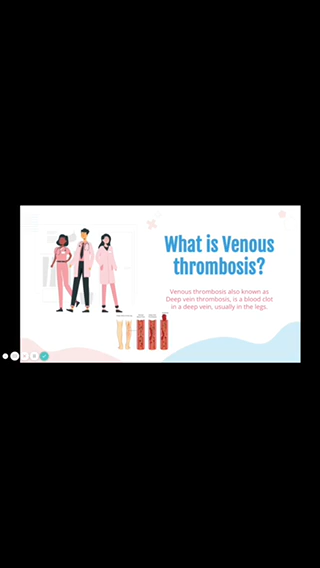 What is Venous
thrombosis?
Venous thrombosis also known as
Deep vein thrombosis, is a blood clot
in a deep vein, usually in the legs.